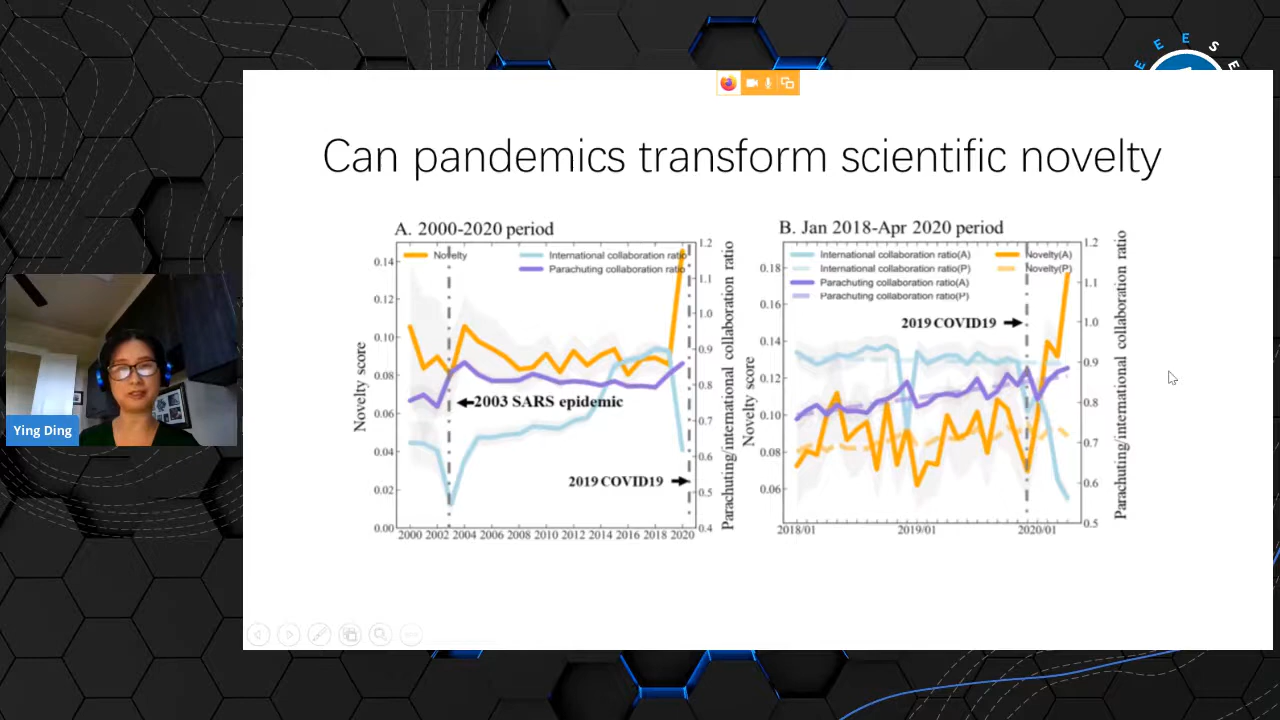 E E E S E
Can pandemics transform scientific novelty
A. 2000-2020 period
Novelty
International collaboration ratio
Parachuting collaboration ratio
0.14
0.12
0.10
0.08
0.06
0.04
0.02
0.00
Novelty score
2003 SARS epidemic
2019 COVID19
1.2
1.1
1.0
0.9
0.8
0.7
0.6
0.5
0.4
Parachuting/international collaboration ratio
2000 2002 2004 2006 2008 2010 2012 2014 2016 2018 2020
B. Jan 2018-Apr 2020 period
International collaboration ratio(A)
International collaboration ratio(P)
Parachuting collaboration ratio(A)
Parachuting collaboration ratio(P)
Novelty(A)
Novelty(P)
2019 COVID19
0.18
0.16
0.14
0.12
0.10
0.08
0.06
Novelty score
1.2
1.1
1.0
0.9
0.8
0.7
0.6
0.5
Parachuting/international collaboration ratio
2018/01 2019/01 2020/01
Ying Ding